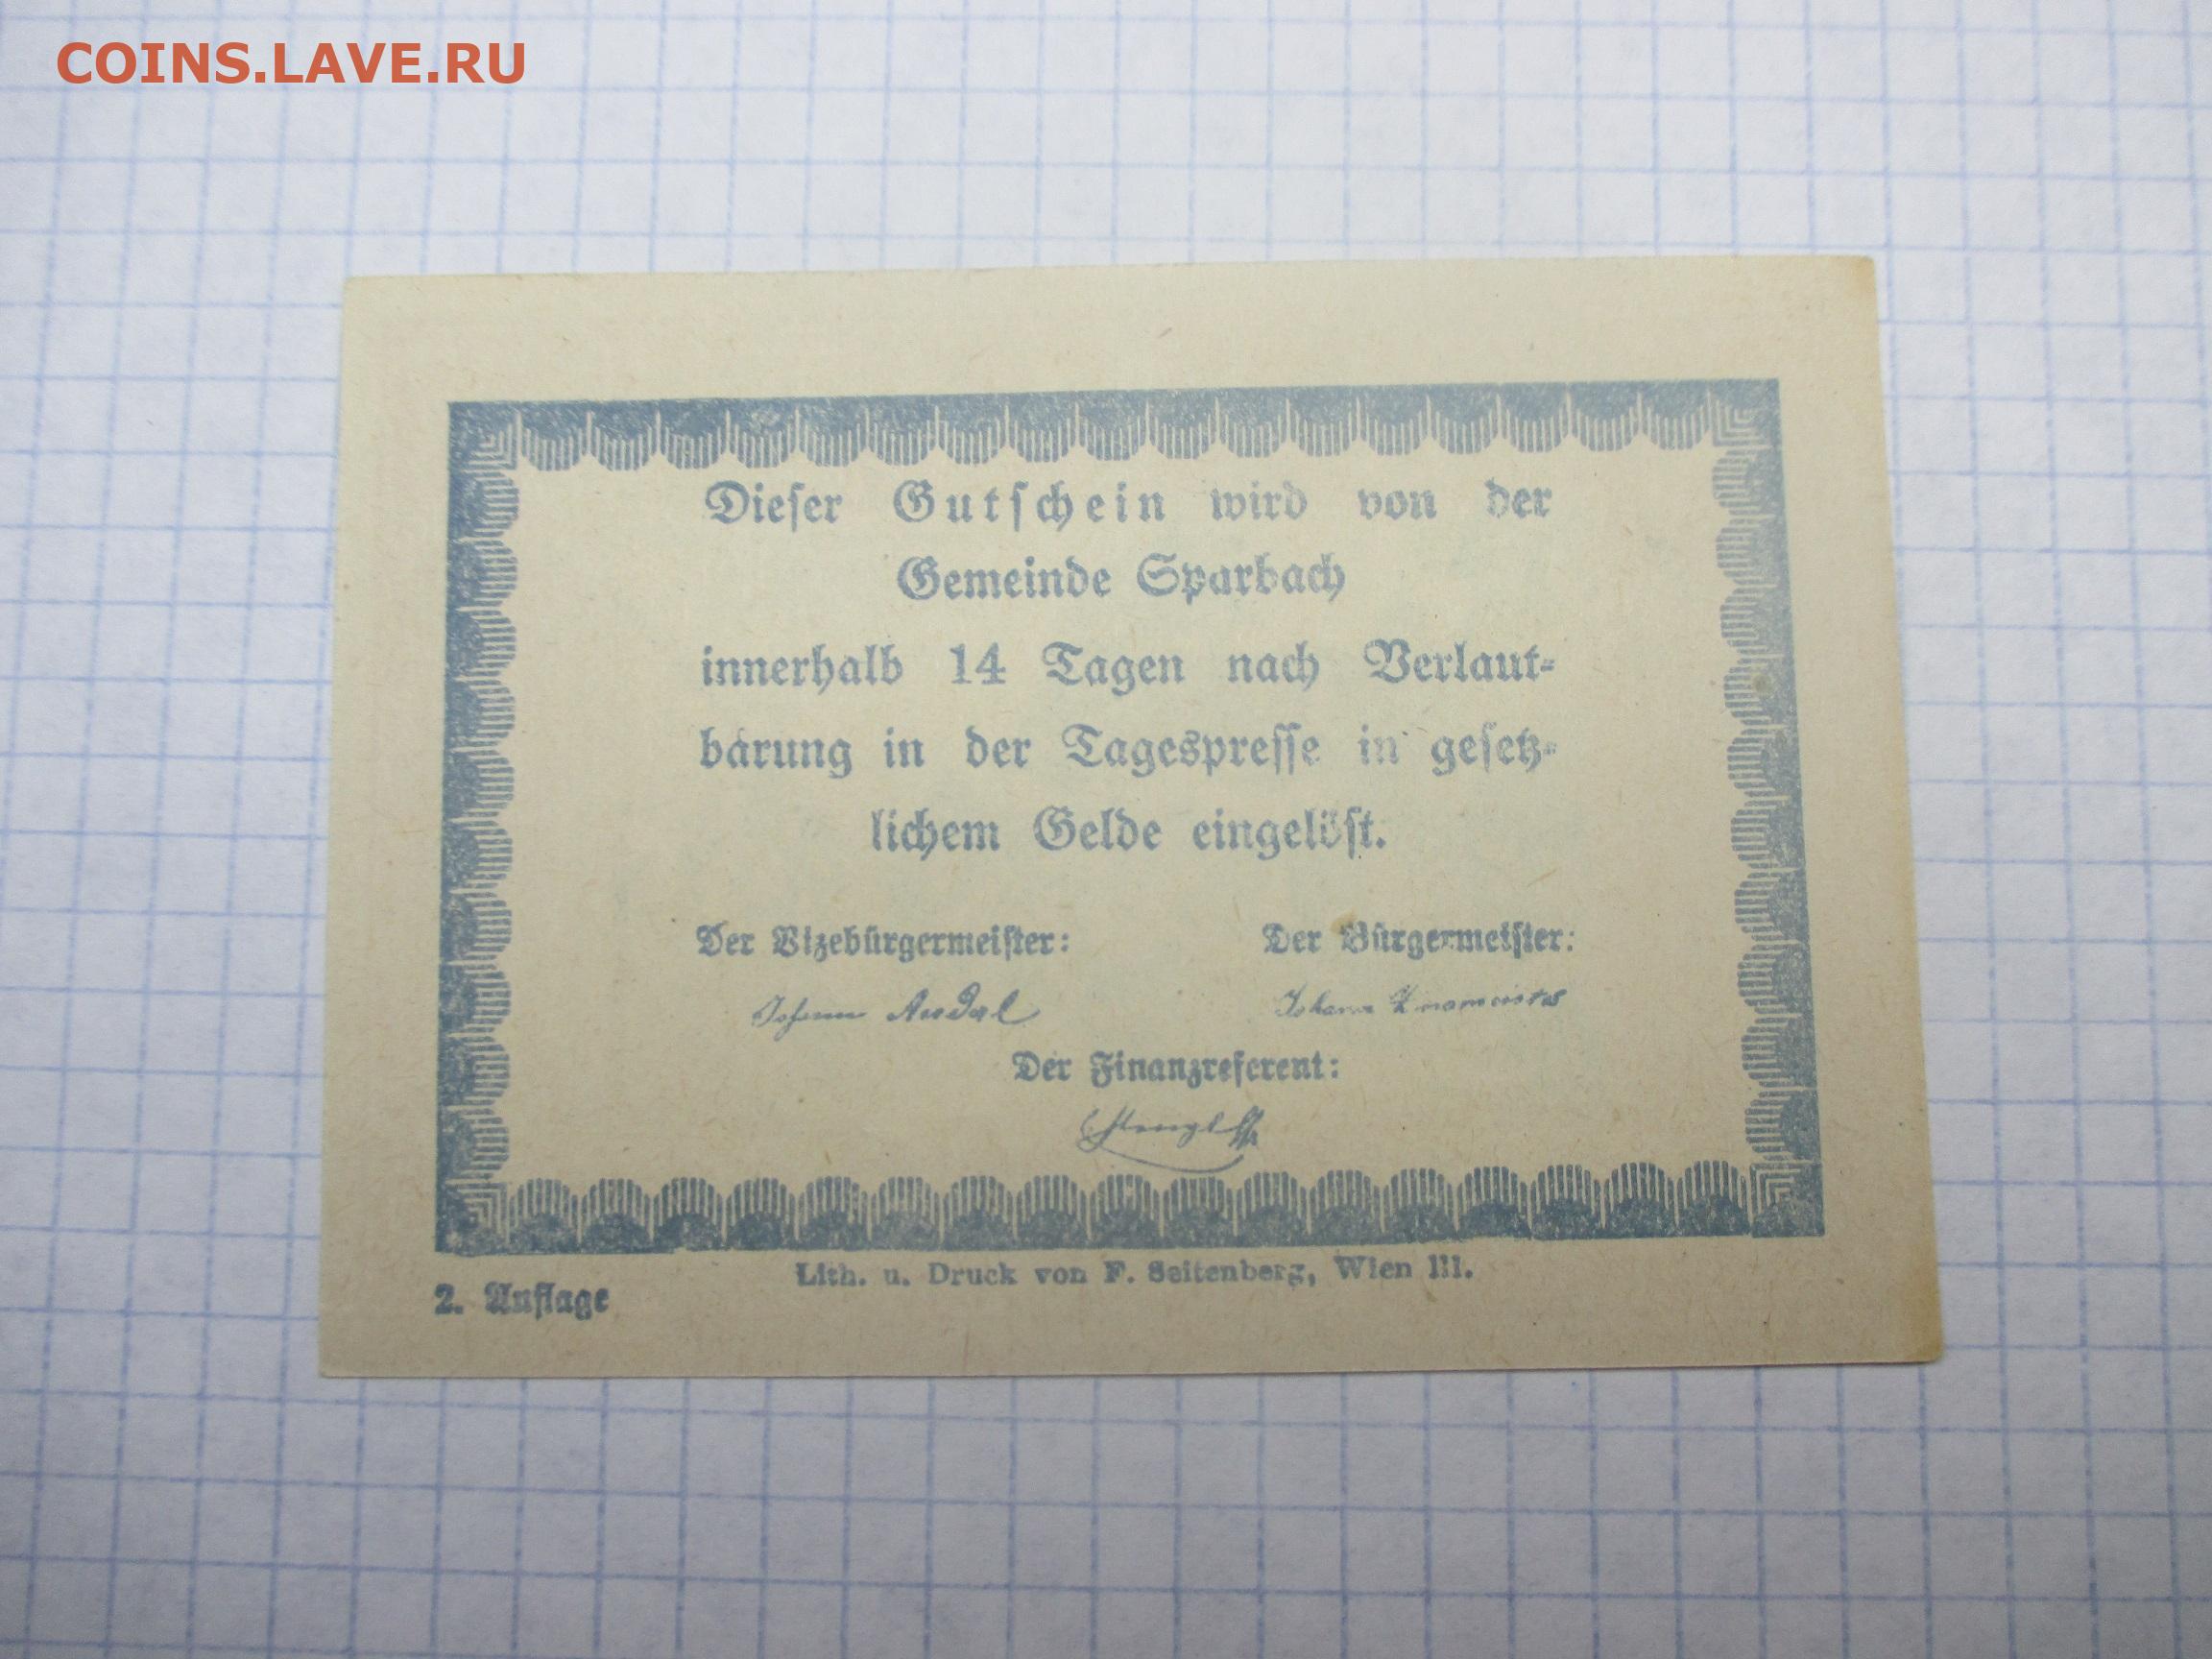 COINS.LAVE.RU
Dieser Gutschein wird von der
Gemeinde Sparbach
innerhalb 14 Tagen nach Verlaut-
barung in der Tagespresse in gesetz-
lichem Gelde eingelöst.
Der Vizebürgermeister: Der Bürgermeister:
Johann Johann
Der Finanzreferent:
Lith. u. Druck von F. Seitenberg, Wien III.
2. Auflage